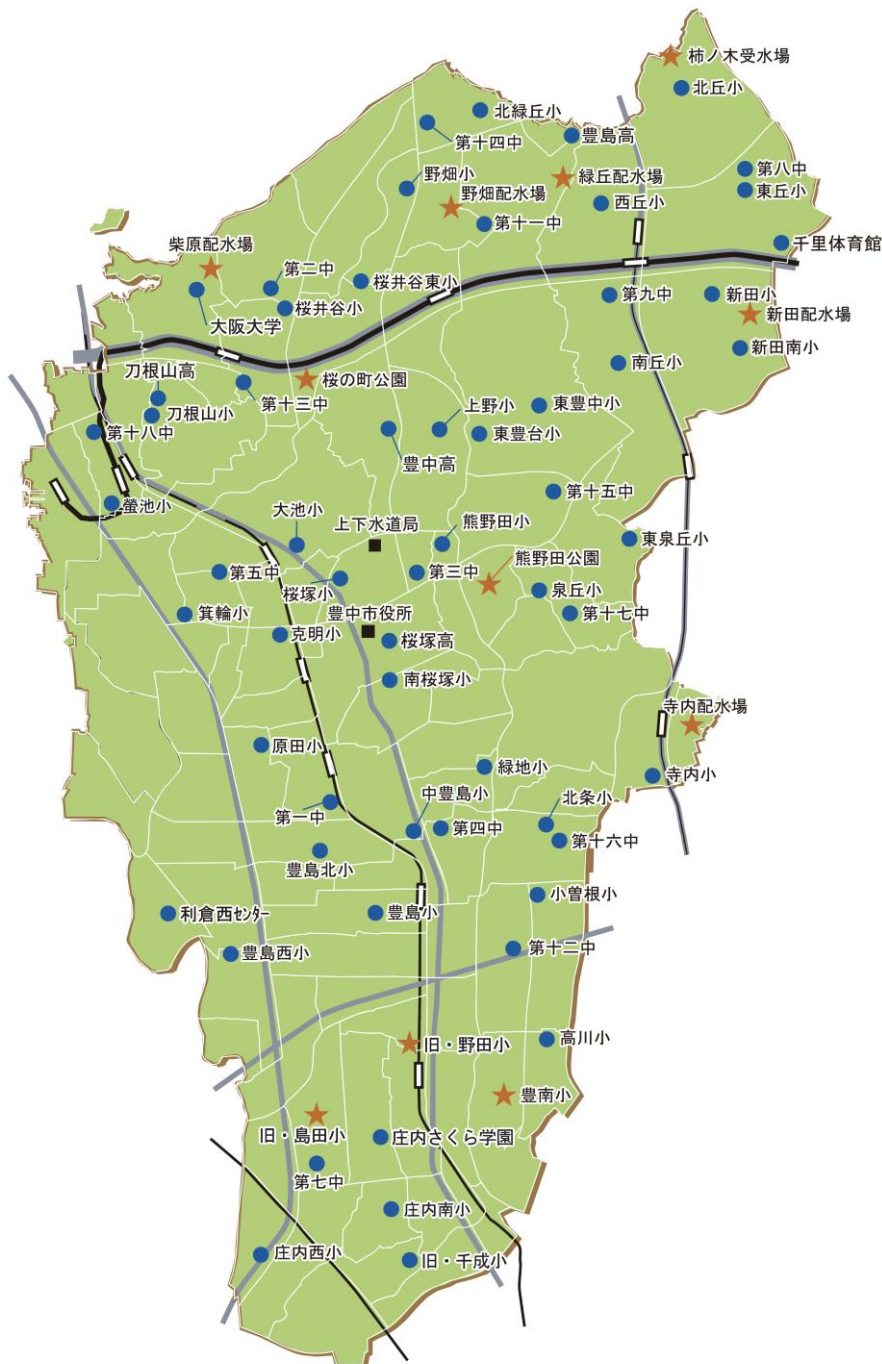 柿ノ木受水場
北丘小
北緑丘小
第十四中
豊島高
野畑小
緑丘配水場
第八中
東丘小
野畑配水場
西丘小
第十一中
千里体育館
柴原配水場
第二中
桜井谷東小
大阪大学
桜井谷小
第九中
新田小
新田配水場
新田南小
南丘小
刀根山高
桜の町公園
第十三中
刀根山小
上野小
東豊中小
第十八中
豊中高
東豊台小
第十五中
螢池小
大池小
上下水道局
熊野田小
東泉丘小
熊野田公園
第五中
桜塚小
第三中
泉丘小
箕輪小
豊中市役所
第十七中
克明小
桜塚高
南桜塚小
寺内配水場
原田小
緑地小
寺内小
第一中
中豊島小
第四中
北条小
第十六中
豊島北小
小曽根小
利倉西センター
豊島小
豊島西小
第十二中
旧・野田小
高川小
豊南小
旧・島田小
庄内さくら学園
第七中
庄内南小
庄内西小
旧・千成小